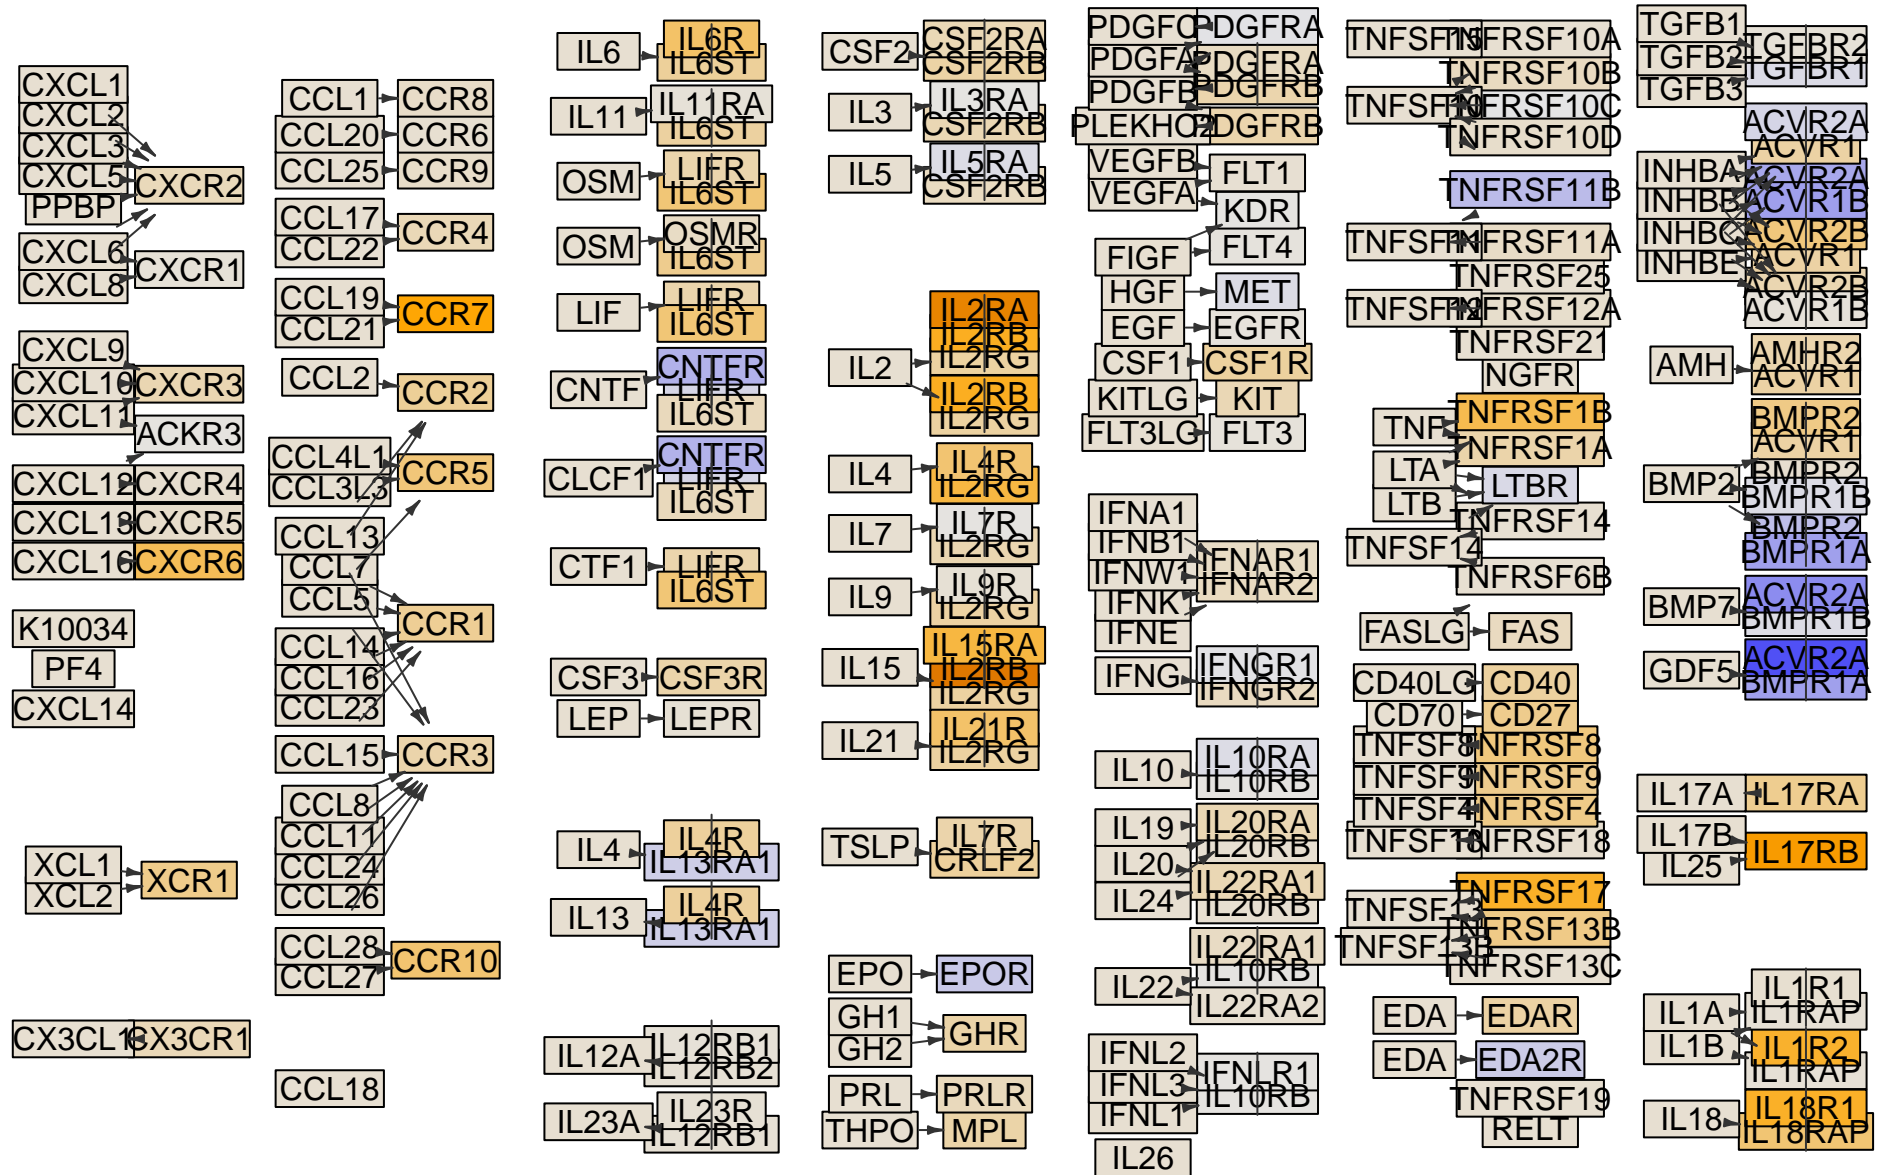 CXCL1
CXCL2
CXCL3
CXCL5
PPBP
CXCL6
CXCL8
CXCR2
CXCR1
CXCL9
CXCL10
CXCL11
CXCR3
ACKR3
CXCL12
CXCR4
CXCL13
CXCR5
CXCL16
CXCR6
K10034
PF4
CXCL14
XCL1
XCL2
XCR1
CX3CL1
CX3CR1
CCL1
CCR8
CCL20
CCR6
CCL25
CCR9
CCL17
CCL22
CCR4
CCL19
CCL21
CCR7
CCL2
CCR2
CCL4L1
CCL3L3
CCR5
CCL13
CCL7
CCL5
CCR1
CCL14
CCL16
CCL23
CCL15
CCR3
CCL8
CCL11
CCL24
CCL26
CCL28
CCL27
CCR10
CCL18
IL6
IL6R
IL6ST
IL11
IL11RA
IL6ST
OSM
LIFR
IL6ST
OSM
OSMR
IL6ST
LIF
LIFR
IL6ST
CNTF
CNTFR
LIFR
IL6ST
CLCF1
CNTFR
LIFR
IL6ST
CTF1
LIFR
IL6ST
CSF3
CSF3R
LEP
LEPR
IL4
IL4R
IL13RA1
IL13
IL4R
IL13RA1
IL12A
IL12RB1
IL12RB2
IL23A
IL23R
IL12RB1
CSF2
CSF2RA
CSF2RB
IL3
IL3RA
CSF2RB
IL5
IL5RA
CSF2RB
IL2
IL2RA
IL2RB
IL2RG
IL2RB
IL2RG
IL4
IL4R
IL2RG
IL7
IL7R
IL2RG
IL9
IL9R
IL2RG
IL15
IL15RA
IL2RB
IL2RG
IL21
IL21R
IL2RG
TSLP
IL7R
CRLF2
EPO
EPOR
GH1
GH2
GHR
PRL
PRLR
THPO
MPL
PDGFC
PDGFRA
PDGFA
PDGFRA
PDGFB
PDGFRB
PLEKHO2
PDGFRB
VEGFB
VEGFA
FLT1
KDR
FIGF
FLT4
HGF
MET
EGF
EGFR
CSF1
CSF1R
KITLG
KIT
FLT3LG
FLT3
IFNA1
IFNB1
IFNW1
IFNK
IFNE
IFNAR1
IFNAR2
IFNG
IFNGR1
IFNGR2
IL10
IL10RA
IL10RB
IL19
IL20
IL24
IL20RA
IL20RB
IL22RA1
IL20RB
IL22
IL22RA1
IL10RB
IL22RA2
IFNL2
IFNL3
IFNL1
IFNLR1
IL10RB
IL26
TNFSF15
TNFRSF10A
TNFRSF10B
TNFSF10
TNFRSF10C
TNFRSF10D
TNFRSF11B
TNFSF11
TNFRSF11A
TNFRSF25
TNFSF12
TNFRSF12A
TNFRSF21
NGFR
TNF
TNFRSF1B
TNFRSF1A
LTA
LTB
LTBR
TNFRSF14
TNFSF14
TNFRSF6B
FASLG
FAS
CD40LG
CD40
CD70
CD27
TNFSF8
TNFRSF8
TNFSF9
TNFRSF9
TNFSF4
TNFRSF4
TNFSF18
TNFRSF18
TNFRSF17
TNFSF13
TNFRSF13B
TNFSF13B
TNFRSF13C
EDA
EDAR
EDA
EDA2R
TNFRSF19
RELT
TGFB1
TGFB2
TGFB3
TGFBR2
TGFBR1
INHBA
INHBB
INHBC
INHBE
ACVR2A
ACVR1
ACVR2A
ACVR1B
ACVR2B
ACVR1
ACVR2B
ACVR1B
AMH
AMHR2
ACVR1
BMP2
BMPR2
ACVR1
BMPR2
BMPR1B
BMPR2
BMPR1A
BMP7
ACVR2A
BMPR1B
GDF5
ACVR2A
BMPR1A
IL17A
IL17RA
IL17B
IL25
IL17RB
IL1A
IL1B
IL1R1
IL1RAP
IL1R2
IL1RAP
IL18
IL18R1
IL18RAP